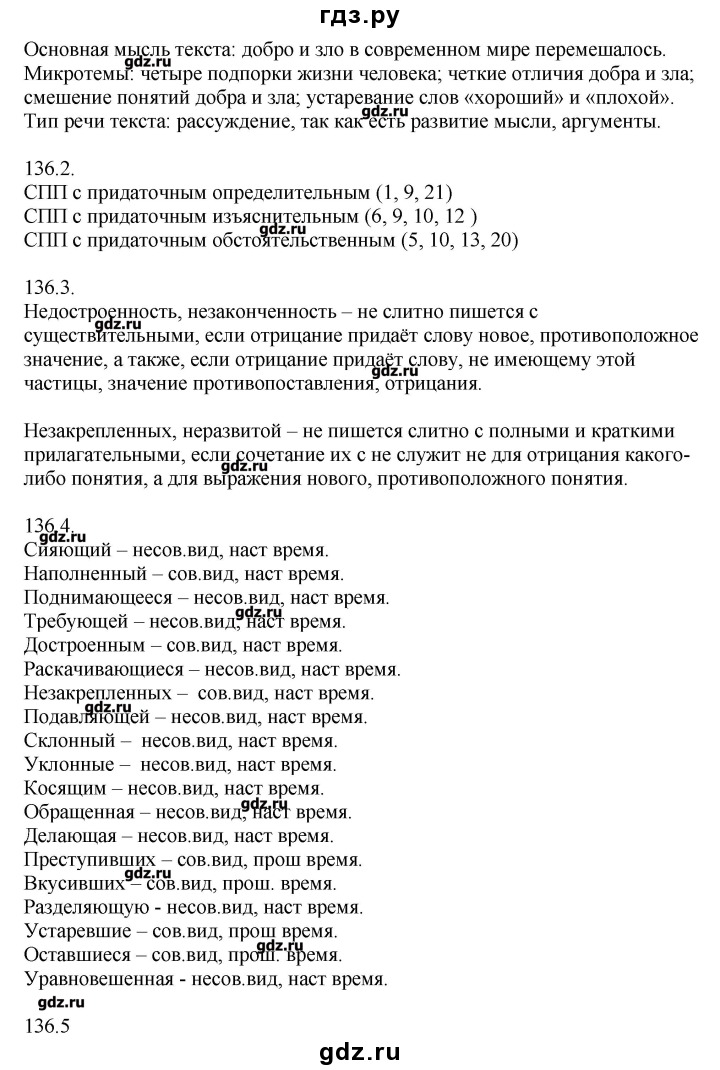 гдз.ру
Основная мысль текста: добро и зло в современном мире перемешалось.
gdz.ru
Микротемы: четыре подпорки жизни человека; четкие отличия добра и зла;
смешение понятий добра и зла; устаревание слов «хороший» и «плохой».
gdz.ru
Тип речи текста: рассуждение, так как есть развитие мысли, аргументы.
136.2.
СПП с придаточным определительным (1, 9, 21)
СПП с придаточным изъяснительным (6, 9, 10, 12 )
gdz.ru
СПП с придаточным обстоятельственным (5, 10, 13, 20)
136.3.
Недостроенность, незаконченность – не слитно пишется с
gdz.ru
существительными, если отрицание придаёт слову новое, противоположное
значение, а также, если отрицание придаёт слову, не имеющему этой
gdz.ru
частицы, значение противопоставления, отрицания.
Незакрепленных, неразвитой – не пишется слитно с полными и краткими
прилагательными, если сочетание их с не служит не для отрицания какого-
gdz.ru
либо понятия, а для выражения нового, противоположного понятия.
136.4.
gdz.ru
Сияющий – несов.вид, наст время.
Наполненный – сов.вид, наст время.
Поднимающееся – несов.вид, наст время.
gdz.ru
Требующей – несов.вид, наст время.
Достроенным – сов.вид, наст время.
Раскачивающиеся – несов.вид, наст время.
Незакрепленных – сов.вид, наст время.
gdz.ru
Подавляющей – несов.вид, наст время.
Склонный – несов.вид, наст время.
Уклонные – несов.вид, наст время.
Косящим – несов.вид, наст время.
gdz.ru
Обращенная – несов.вид, наст время.
Делающая – несов.вид, наст время.
Преступивших – сов.вид, прош время.
gdz.ru
Вкусивших – сов.вид, прош. время.
Разделяющую - несов.вид, наст время.
Устаревшие – сов.вид, прош время.
gdz.ru
Оставшиеся – сов.вид, прош. время.
Уравновешенная - несов.вид, наст время.
gdz.ru
136.5
gdz.ru